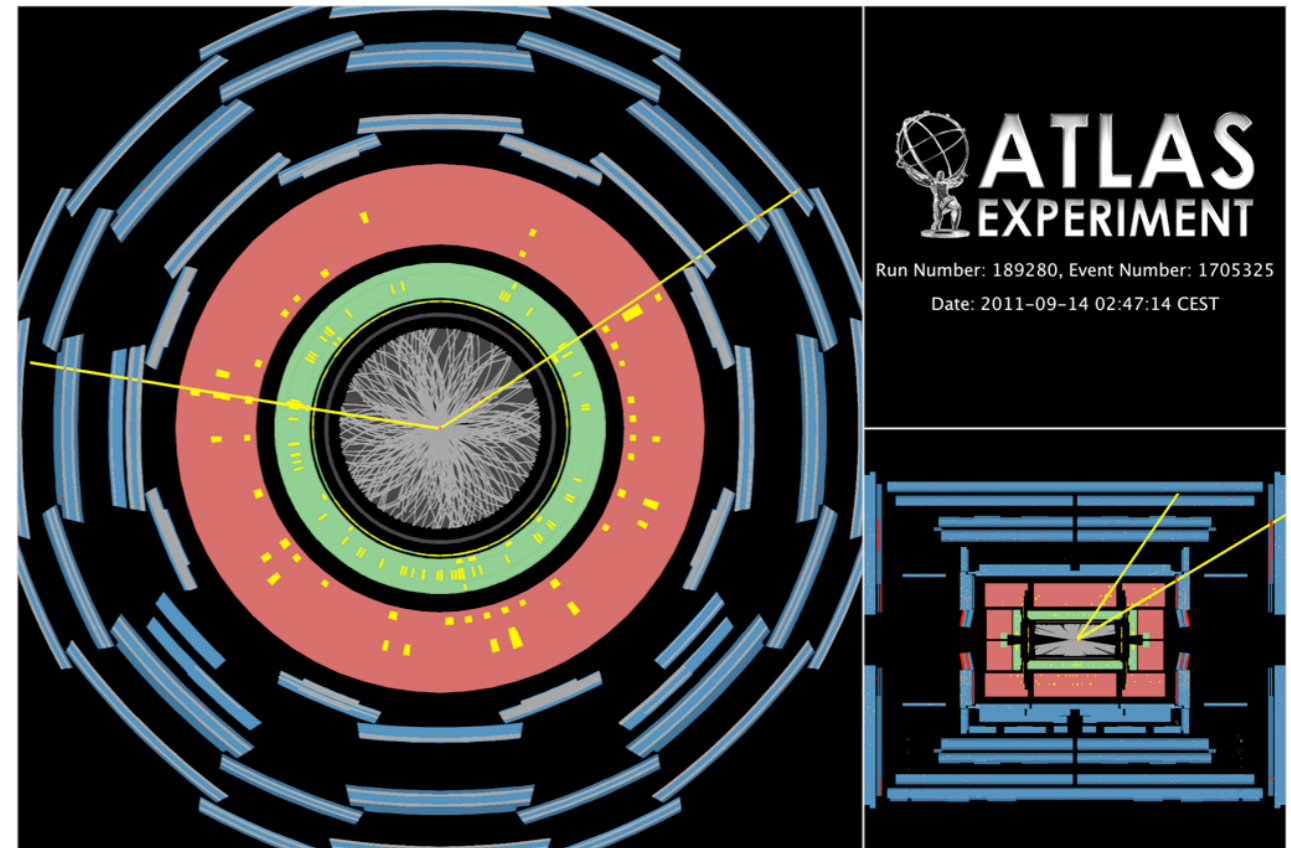 ATLAS
EXPERIMENT
Run Number: 189280, Event Number: 1705325
Date: 2011-09-14 02:47:14 CEST